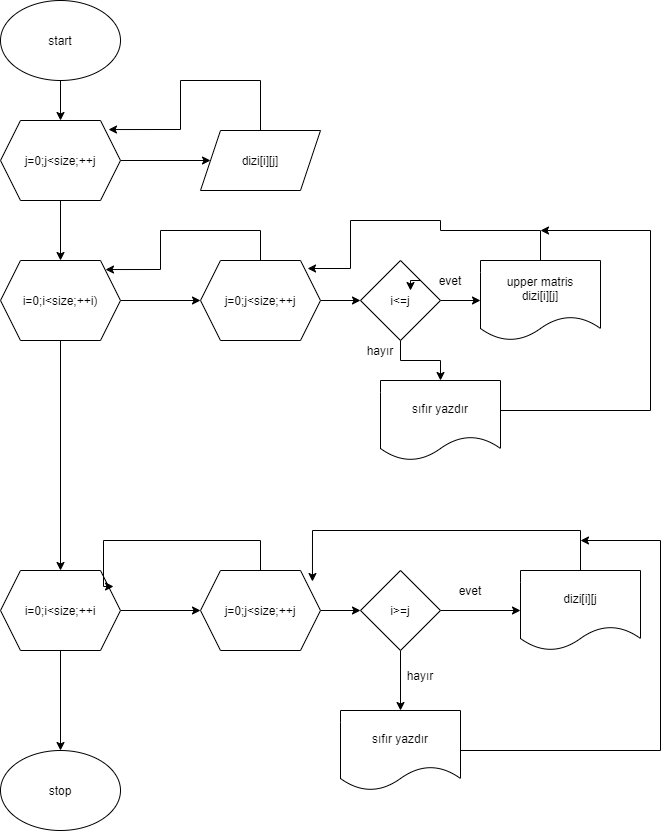 start
j=0;j<size;++j
dizi[i][j]
i=0;i<size;++i)
j=0;j<size;++j
i<=j
evet
upper matris
dizi[i][j]
hayır
sıfır yazdır
i=0;i<size;++i
j=0;j<size;++j
i>=j
evet
dizi[i][j
hayır
sıfır yazdır
stop